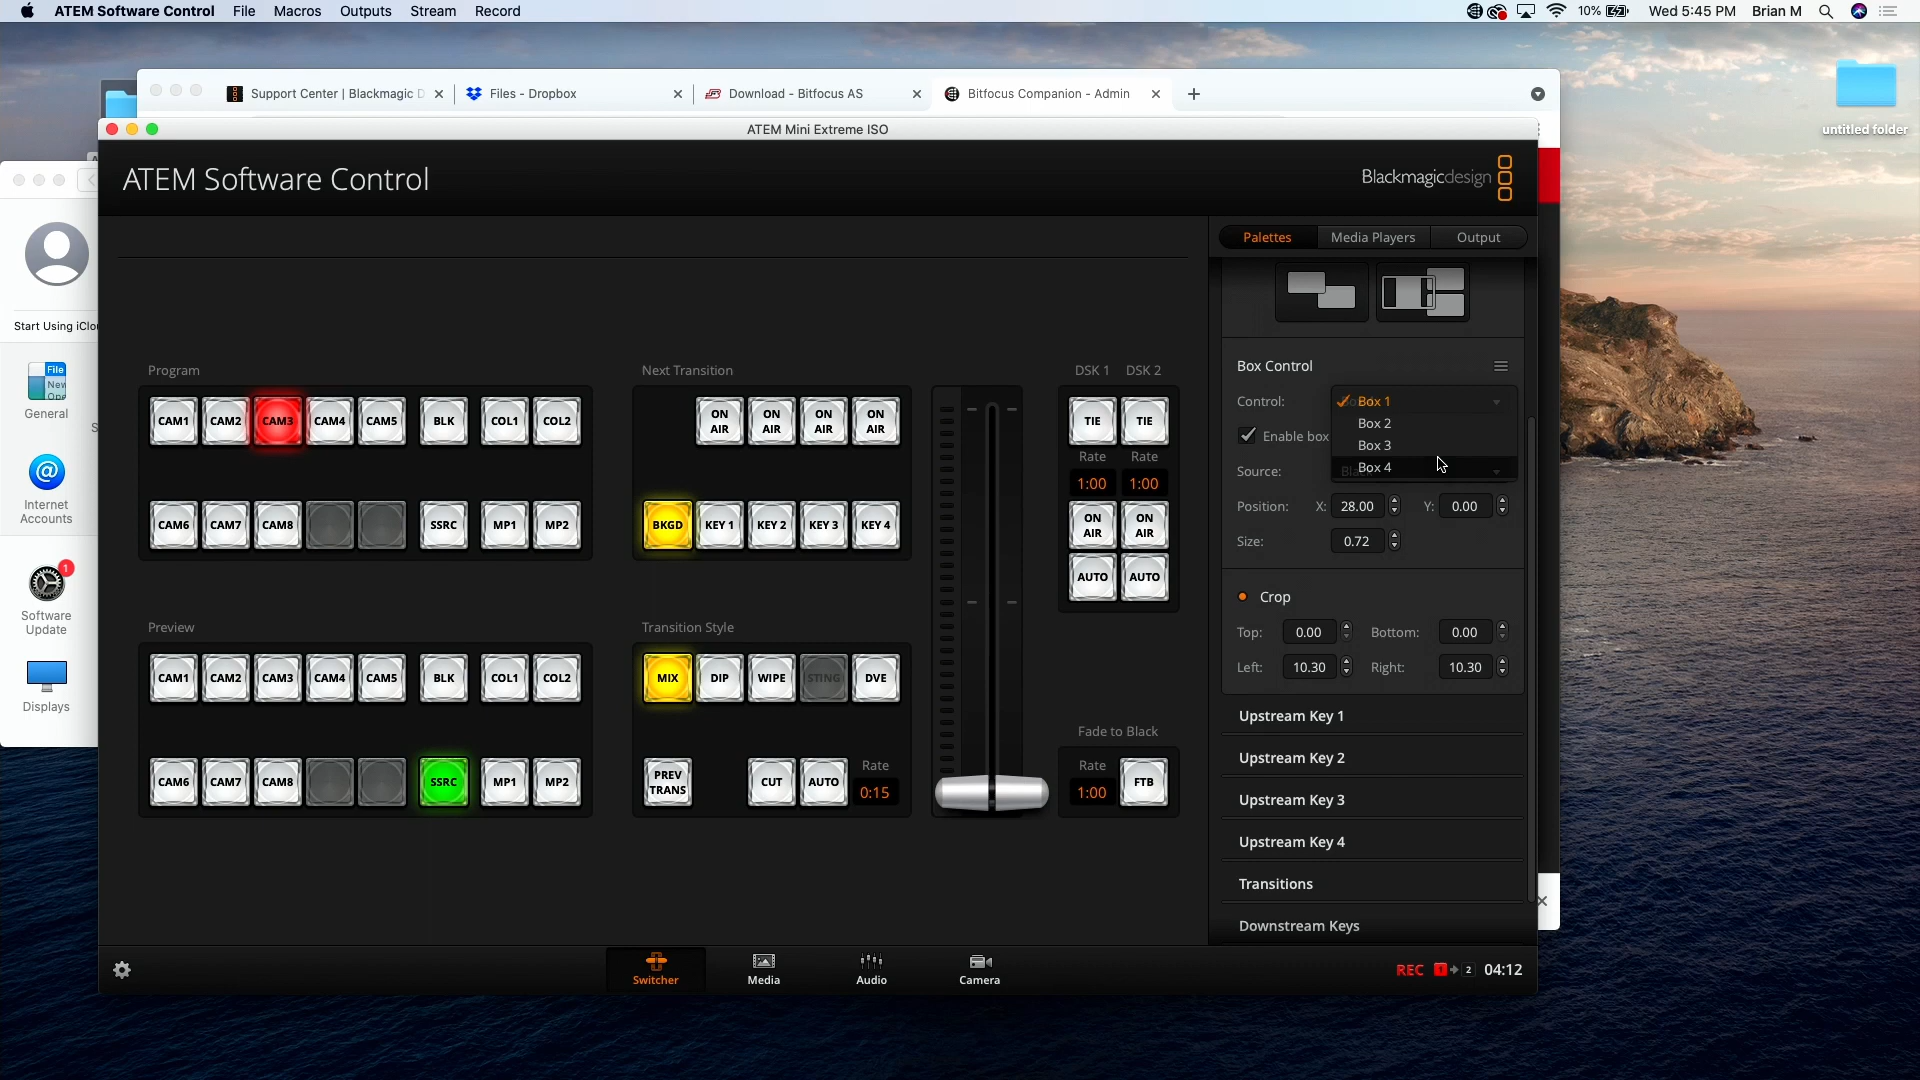 ATEM Software Control File Macros Outputs Stream Record
10% Wed 5:45 PM Brian M
Support Center | Blackmagic D
Files - Dropbox
Download - Bitfocus AS
Bitfocus Companion - Admin
untitled folder
ATEM Mini Extreme ISO
ATEM Software Control
Blackmagicdesign
Palettes Media Players Output
Start Using iClo
File
New
Ope
General
Internet
Accounts
1
Software
Update
Displays
Program
CAM1 CAM2 CAM3 CAM4 CAM5 BLK COL1 COL2
CAM6 CAM7 CAM8 SSRC MP1 MP2
Next Transition
ON AIR ON AIR ON AIR ON AIR
BKGD KEY 1 KEY 2 KEY 3 KEY 4
DSK 1 DSK 2
TIE TIE
Rate Rate
1:00 1:00
ON AIR ON AIR
AUTO AUTO
Preview
CAM1 CAM2 CAM3 CAM4 CAM5 BLK COL1 COL2
CAM6 CAM7 CAM8 SSRC MP1 MP2
Transition Style
MIX DIP WIPE STING DVE
PREV TRANS CUT AUTO Rate 0:15
Fade to Black
Rate
1:00 FTB
Box Control
Control: Box 1
Box 2
Box 3
Box 4
Enable box
Source:
Position: X: 28.00 Y: 0.00
Size: 0.72
Crop
Top: 0.00 Bottom: 0.00
Left: 10.30 Right: 10.30
Upstream Key 1
Upstream Key 2
Upstream Key 3
Upstream Key 4
Transitions
Downstream Keys
Switcher Media Audio Camera
REC 1 2 04:12